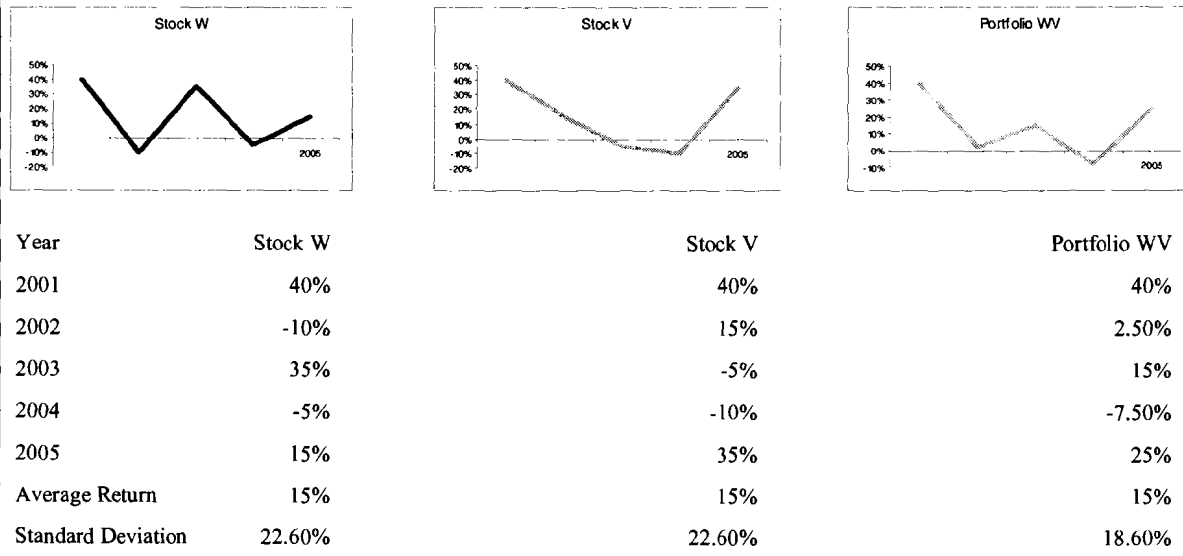 Stock W
50%
40%
30%
20%
10%
0%
-10%
-20%
2005
Stock V
50%
40%
30%
20%
10%
0%
-10%
-20%
2005
Portfolio WV
50%
40%
30%
20%
10%
0%
-10%
2005
Year Stock W Stock V Portfolio WV
2001 40% 40% 40%
2002 -10% 15% 2.50%
2003 35% -5% 15%
2004 -5% -10% -7.50%
2005 15% 35% 25%
Average Return 15% 15% 15%
Standard Deviation 22.60% 22.60% 18.60%